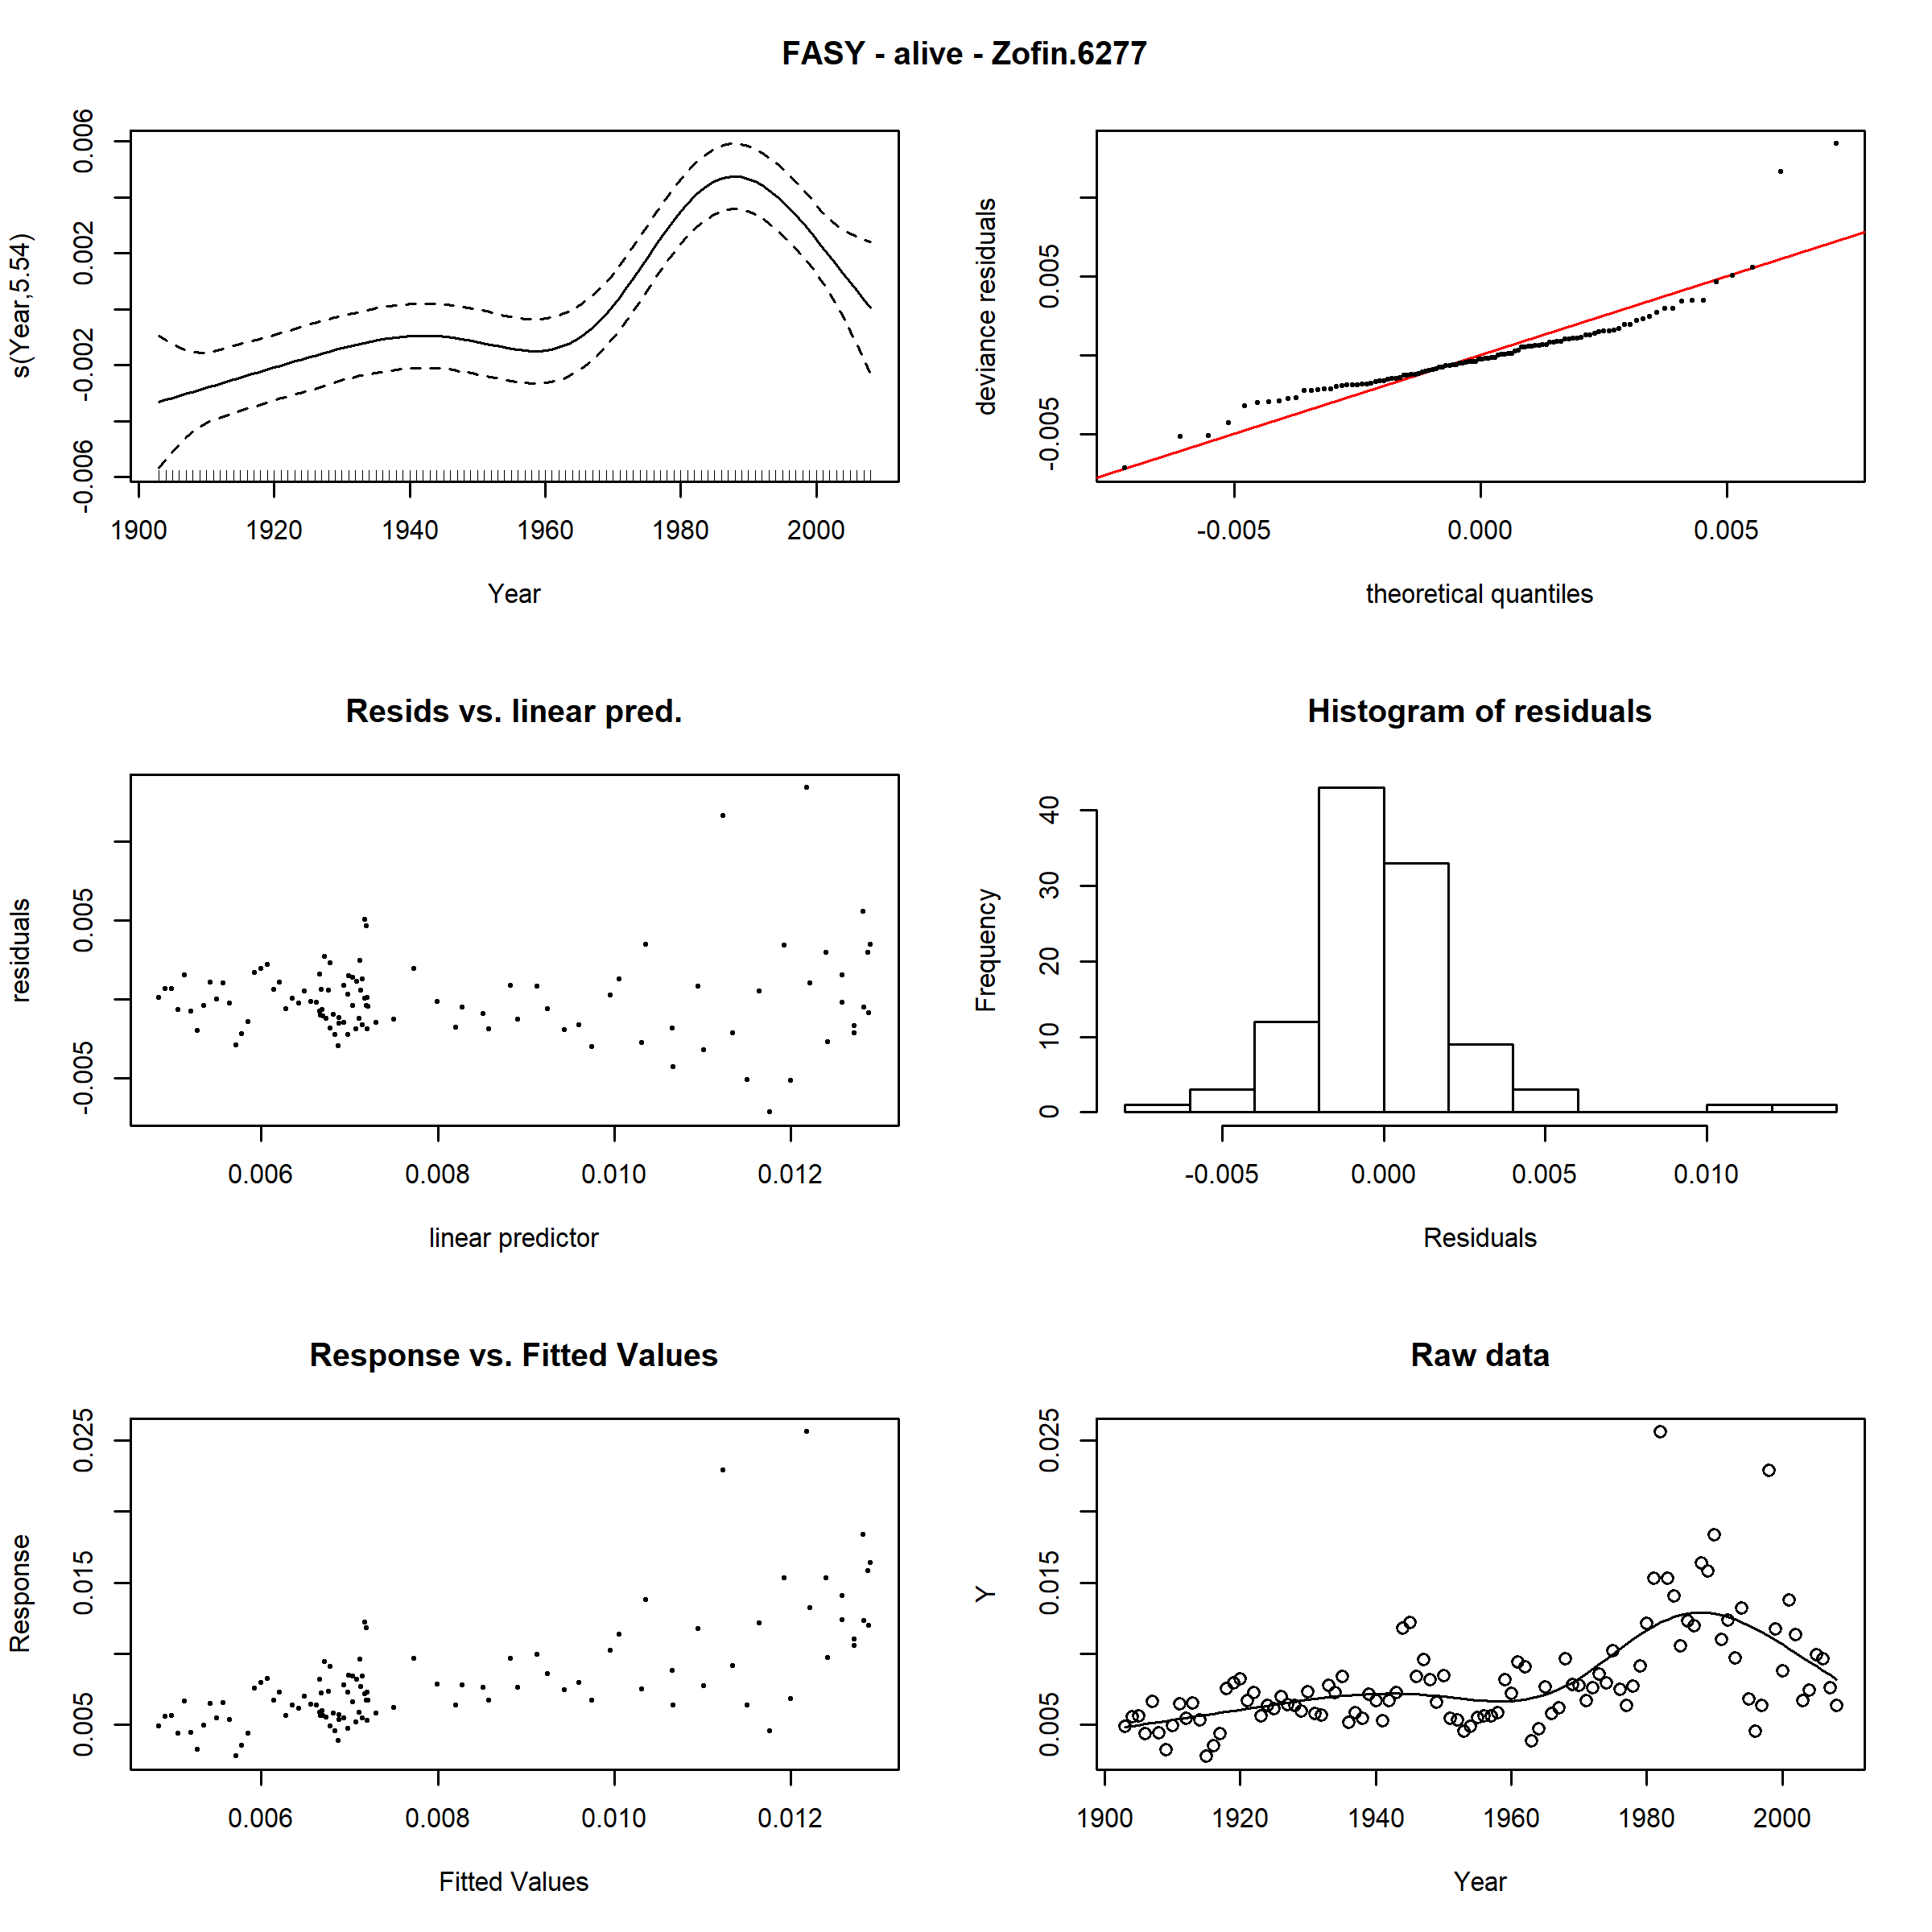 FASY - alive - Zofin.6277
s(Year,5.54)
-0.006 -0.002 0.002 0.006
1900 1920 1940 1960 1980 2000
Year
deviance residuals
-0.005 0.005
-0.005 0.000 0.005
theoretical quantiles
Resids vs. linear pred.
residuals
-0.005 0.005
0.006 0.008 0.010 0.012
linear predictor
Histogram of residuals
Frequency
0 10 20 30 40
-0.005 0.000 0.005 0.010
Residuals
Response vs. Fitted Values
Response
0.005 0.015 0.025
0.006 0.008 0.010 0.012
Fitted Values
Raw data
Y
0.005 0.015 0.025
1900 1920 1940 1960 1980 2000
Year